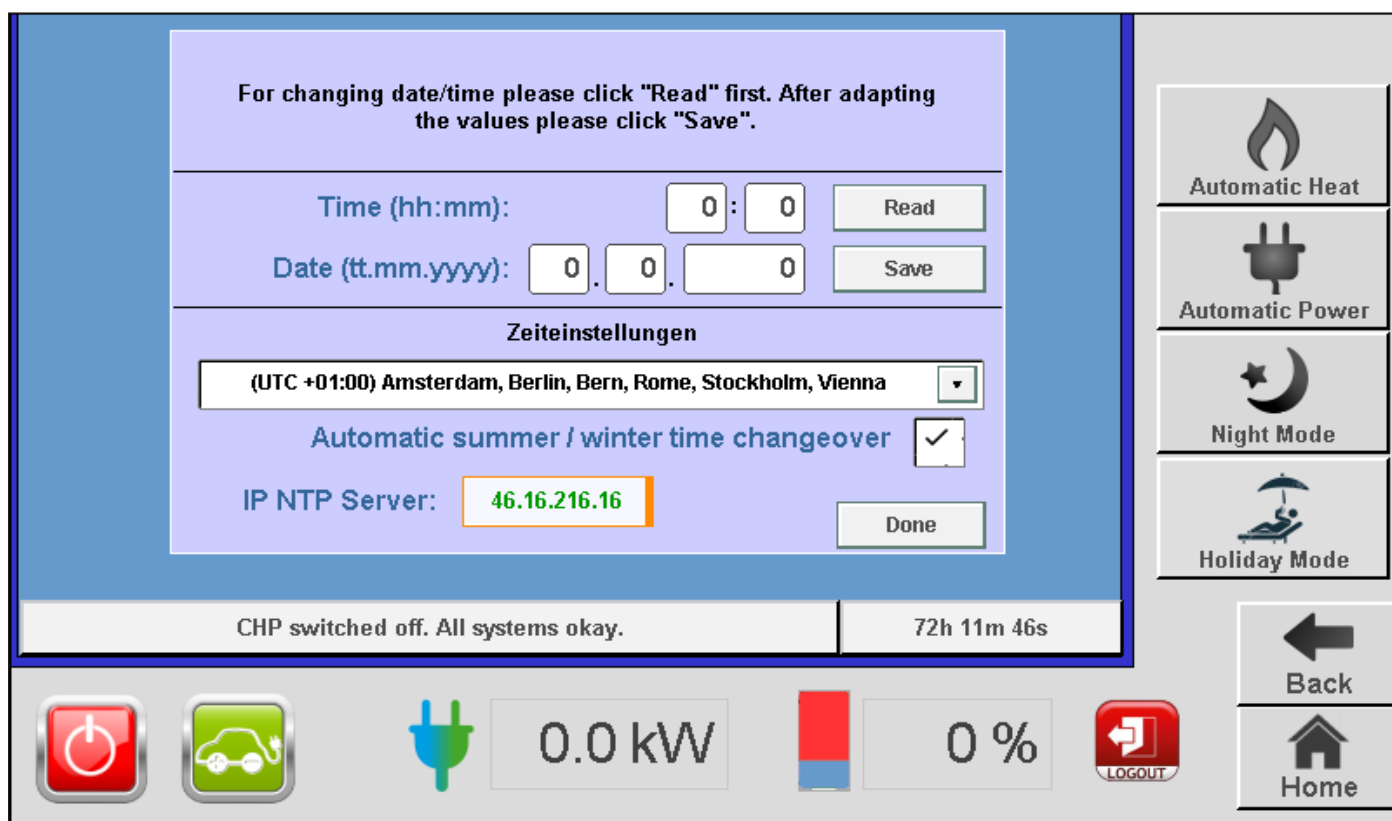 For changing date/time please click "Read" first. After adapting
the values please click "Save".
Time (hh:mm): 0 : 0 Read
Date (tt.mm.yyyy): 0 . 0 . 0 Save
Zeiteinstellungen
(UTC +01:00) Amsterdam, Berlin, Bern, Rome, Stockholm, Vienna
Automatic summer / winter time changeover
IP NTP Server: 46.16.216.16
Done
CHP switched off. All systems okay. 72h 11m 46s
0.0 kW 0 % LOGOUT
Automatic Heat
Automatic Power
Night Mode
Holiday Mode
Back
Home